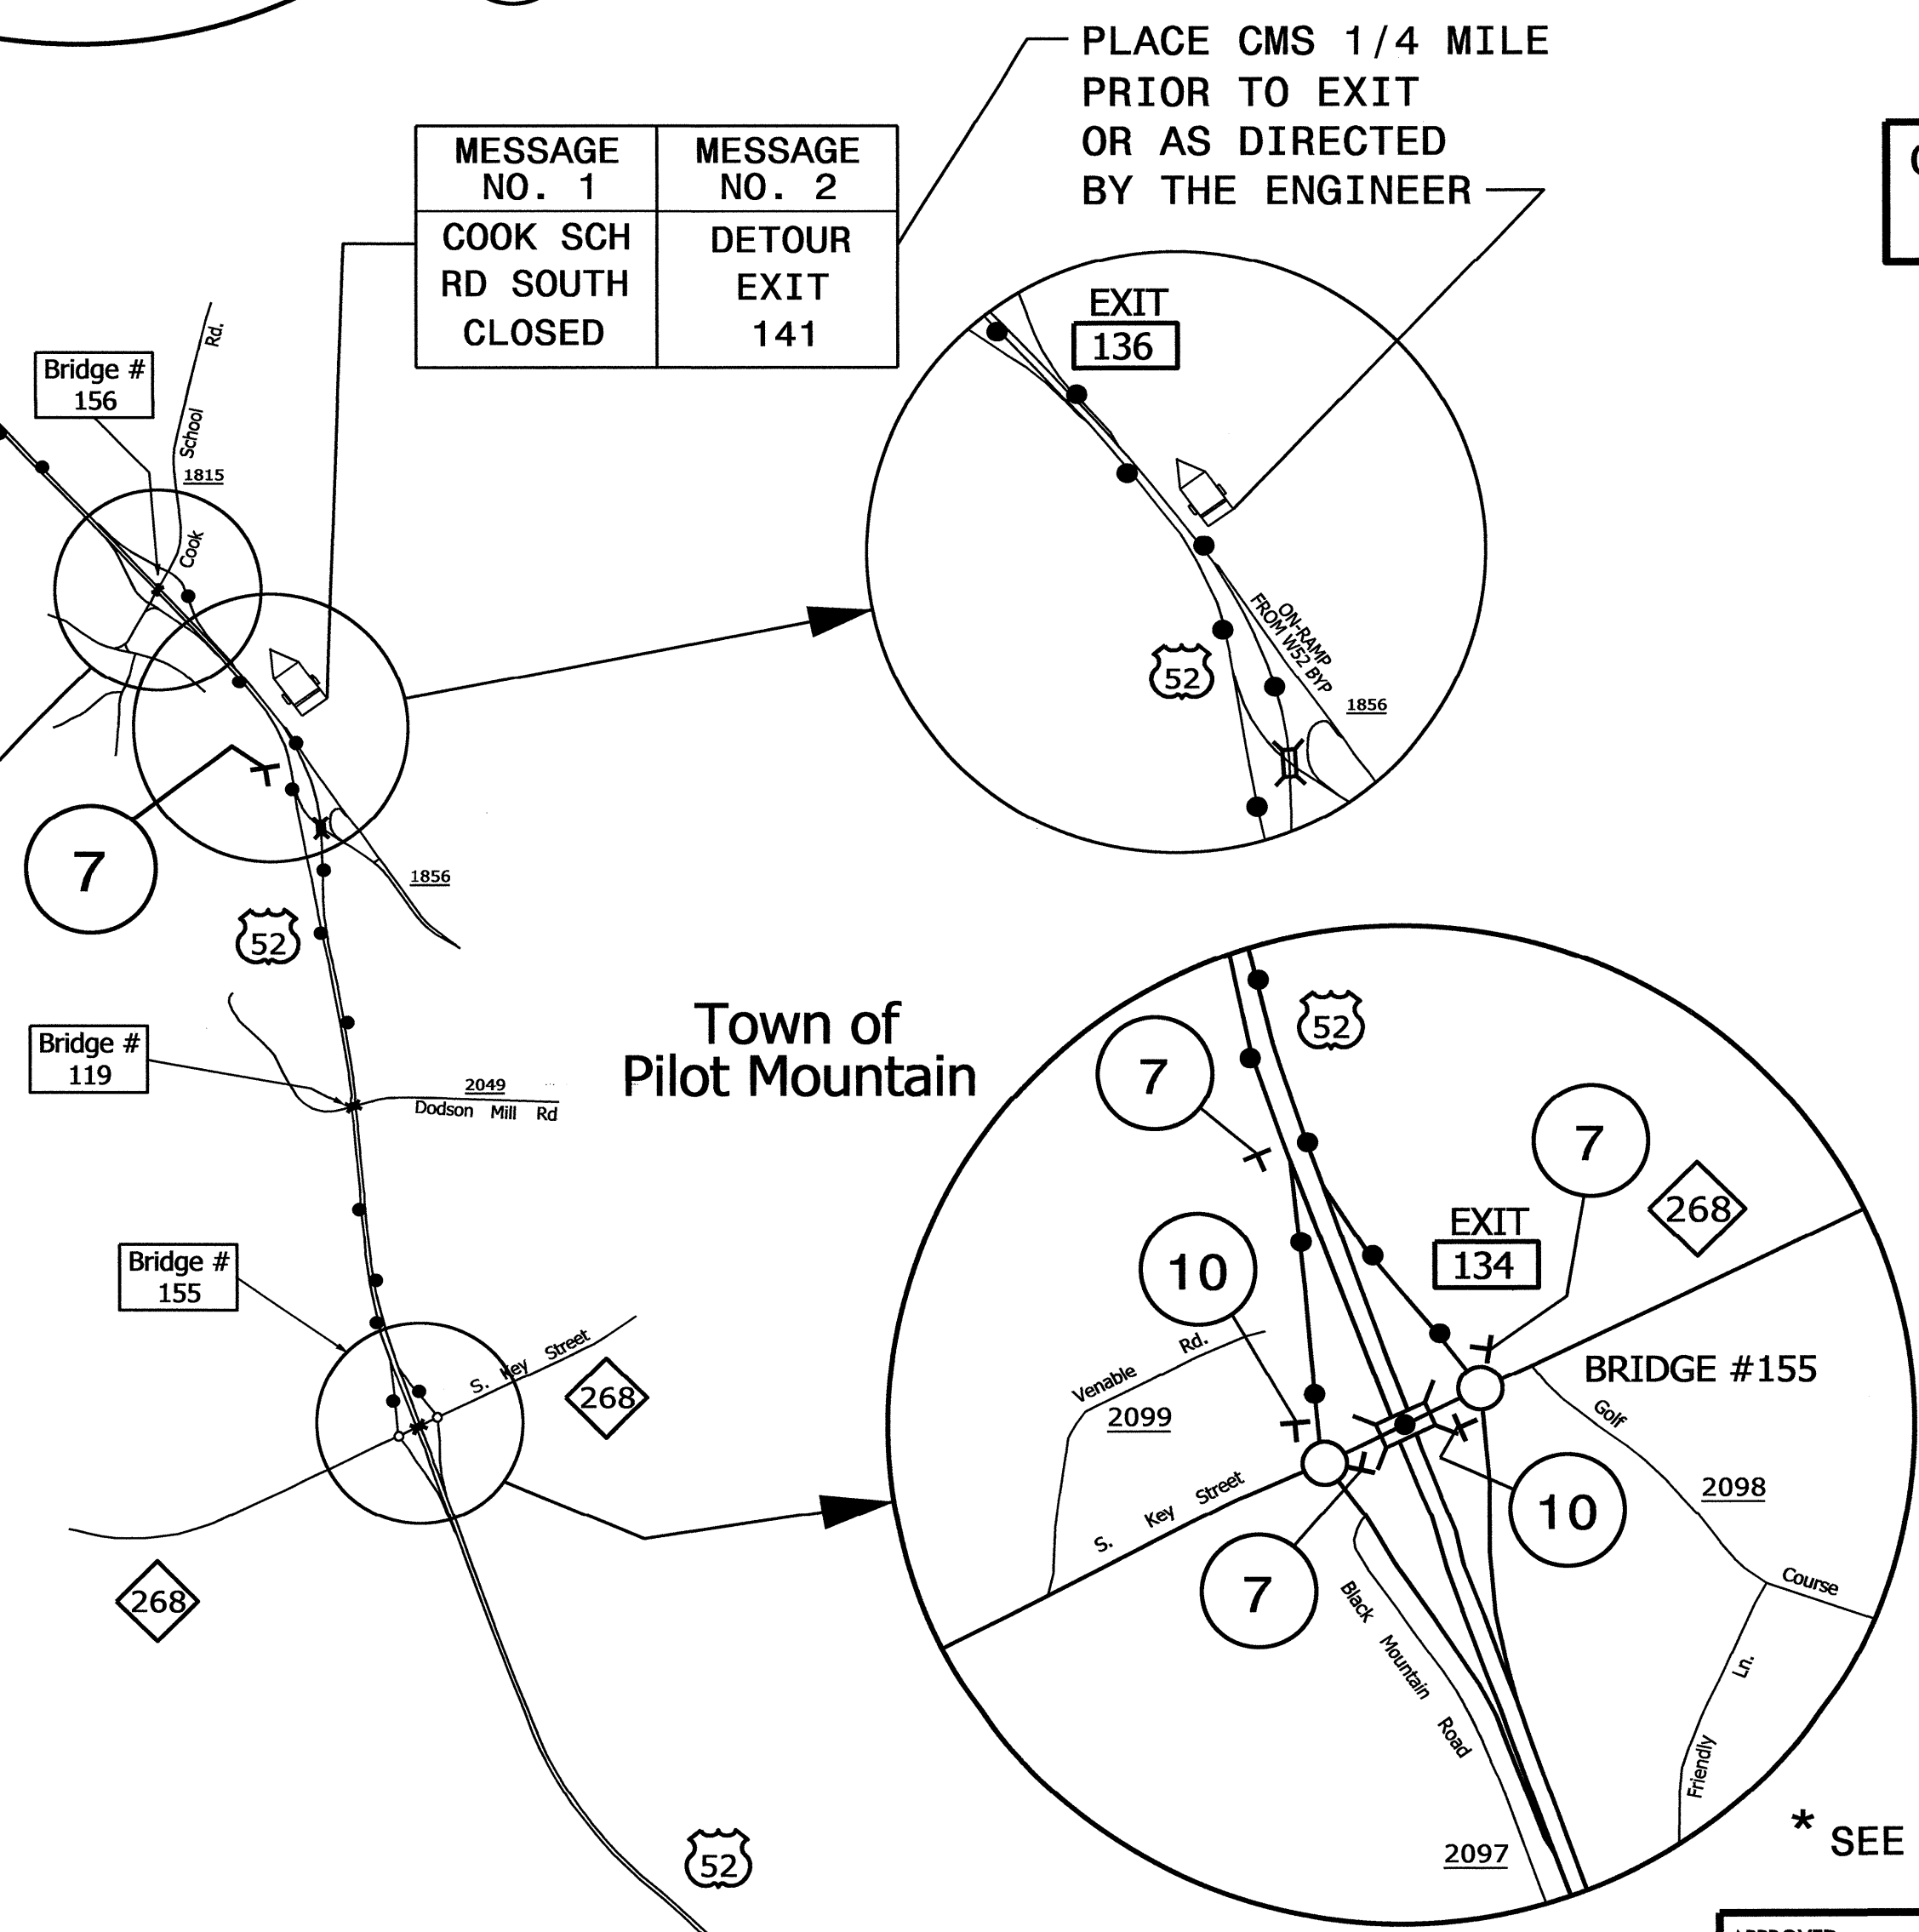 PLACE CMS 1/4 MILE
PRIOR TO EXIT
OR AS DIRECTED
BY THE ENGINEER
MESSAGE NO. 1
MESSAGE NO. 2
COOK SCH
RD SOUTH
CLOSED
DETOUR
EXIT
141
Bridge #
156
Cook School Rd.
1815
EXIT
136
ON-RAMP
FROM W52 BYP
52
1856
7
1856
52
Bridge #
119
2049
Dodson Mill Rd
Town of
Pilot Mountain
Bridge #
155
S. Key Street
268
268
52
52
7
7
268
EXIT
134
10
Venable Rd.
2099
BRIDGE #155
Golf Course
2098
S. Key Street
10
7
Black Mountain Road
2097
Friendly Ln.
* SEE